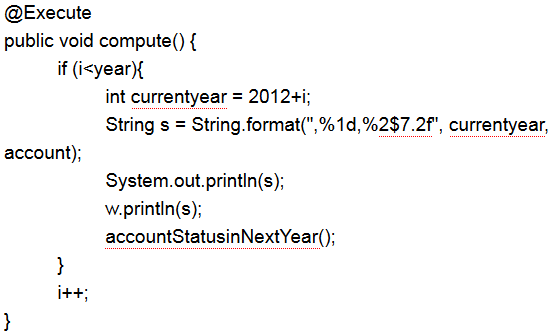 @Execute
public void compute() {
if (i<year){
int currentyear = 2012+i;
String s = String.format(",%1d,%2$7.2f", currentyear,
account);
System.out.println(s);
w.println(s);
accountStatusinNextYear();
}
i++;
}